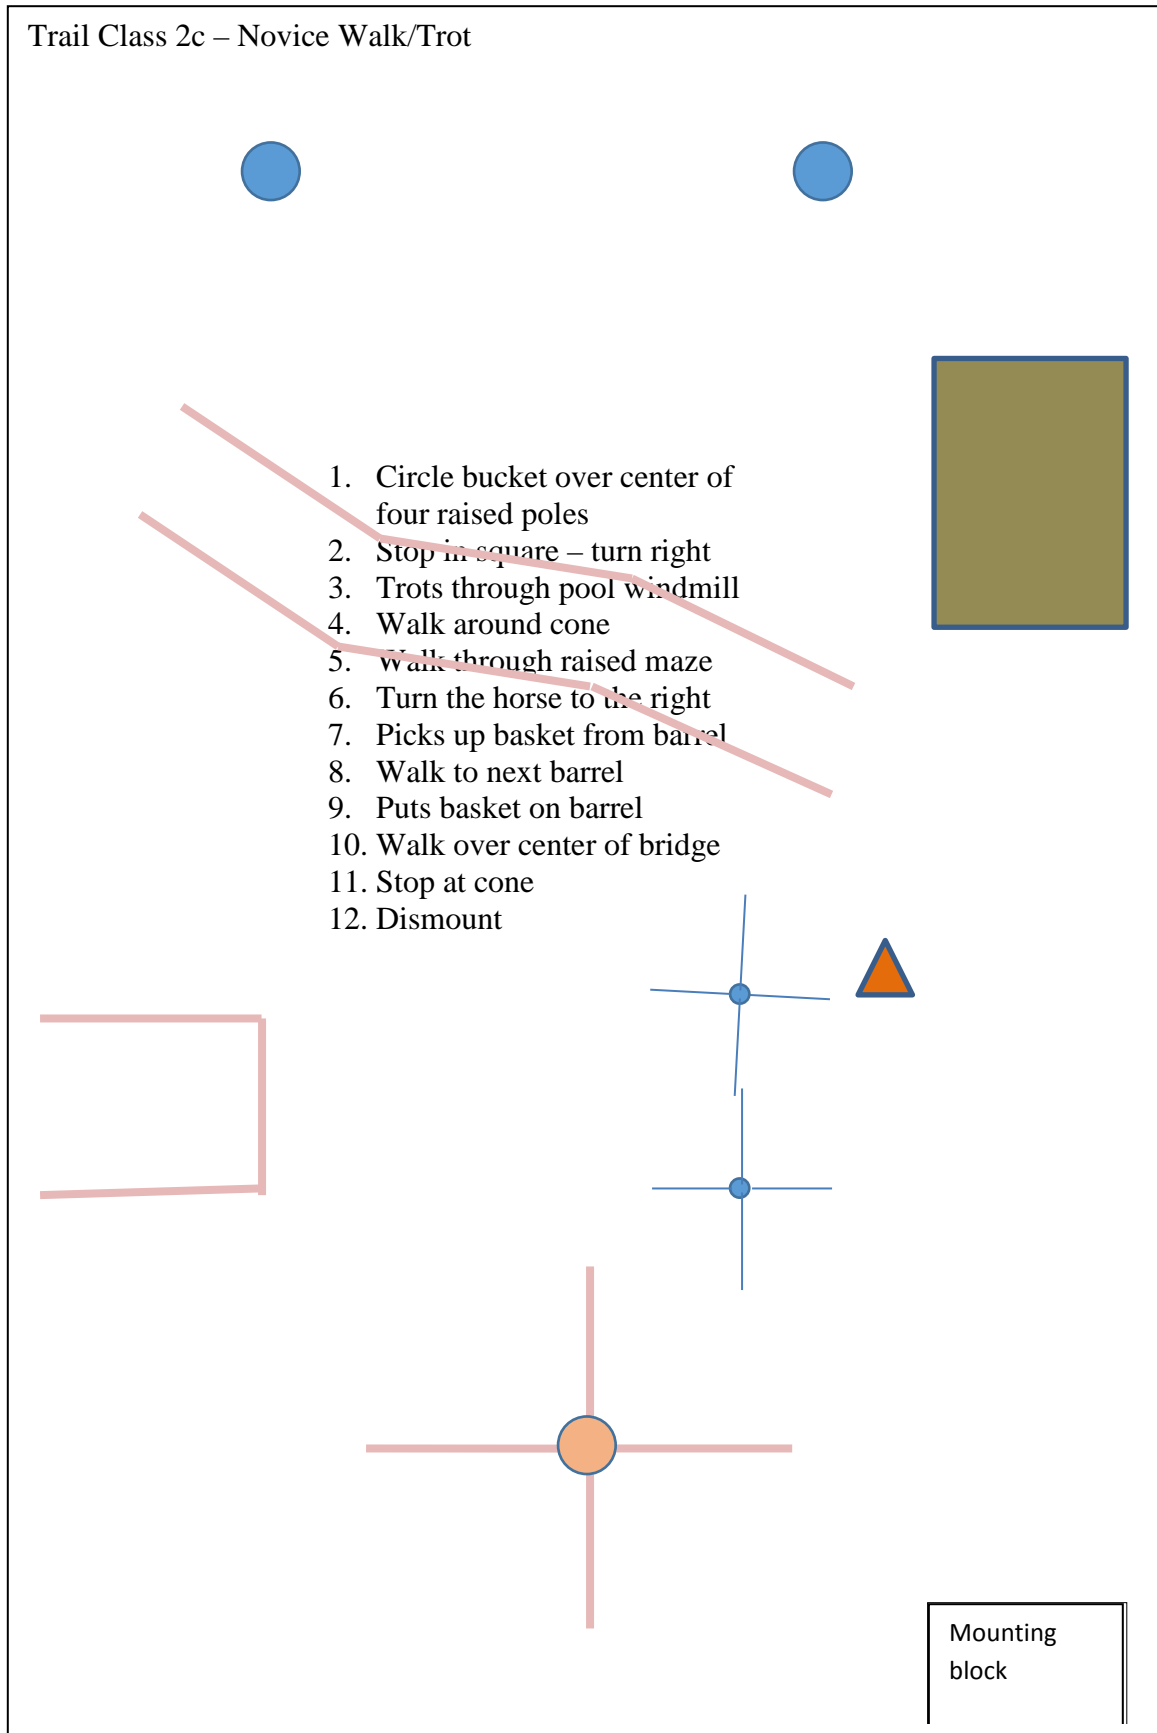 Trail Class 2c – Novice Walk/Trot
1. Circle bucket over center of
four raised poles
2. Stop in square – turn right
3. Trots through pool windmill
4. Walk around cone
5. Walk through raised maze
6. Turn the horse to the right
7. Picks up basket from barrel
8. Walk to next barrel
9. Puts basket on barrel
10. Walk over center of bridge
11. Stop at cone
12. Dismount
Mounting
block